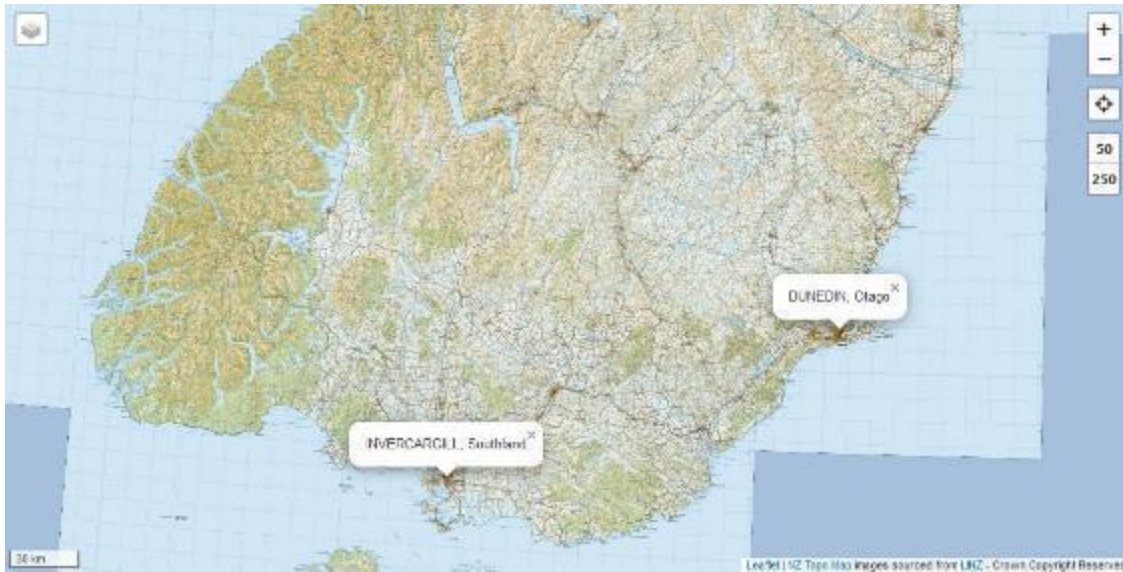 +
−
50
250
DUNEDIN, Otago ×
INVERCARGILL, Southland ×
30 km
Leaflet | NZ Topo Map images sourced from LINZ - Crown Copyright Reserved